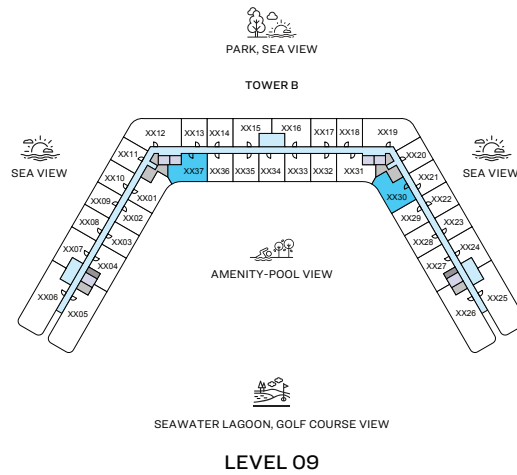 PARK, SEA VIEW
TOWER B
XX12
XX13
XX14
XX15
XX16
XX17
XX18
XX19
SEA VIEW
XX11
XX37
XX36
XX35
XX34
XX33
XX32
XX31
XX20
SEA VIEW
XX10
XX01
XX30
XX21
XX09
XX02
XX29
XX22
XX08
XX03
XX28
XX23
XX07
XX04
XX27
XX24
XX06
XX05
XX26
XX25
AMENITY-POOL VIEW
SEAWATER LAGOON, GOLF COURSE VIEW
LEVEL 09